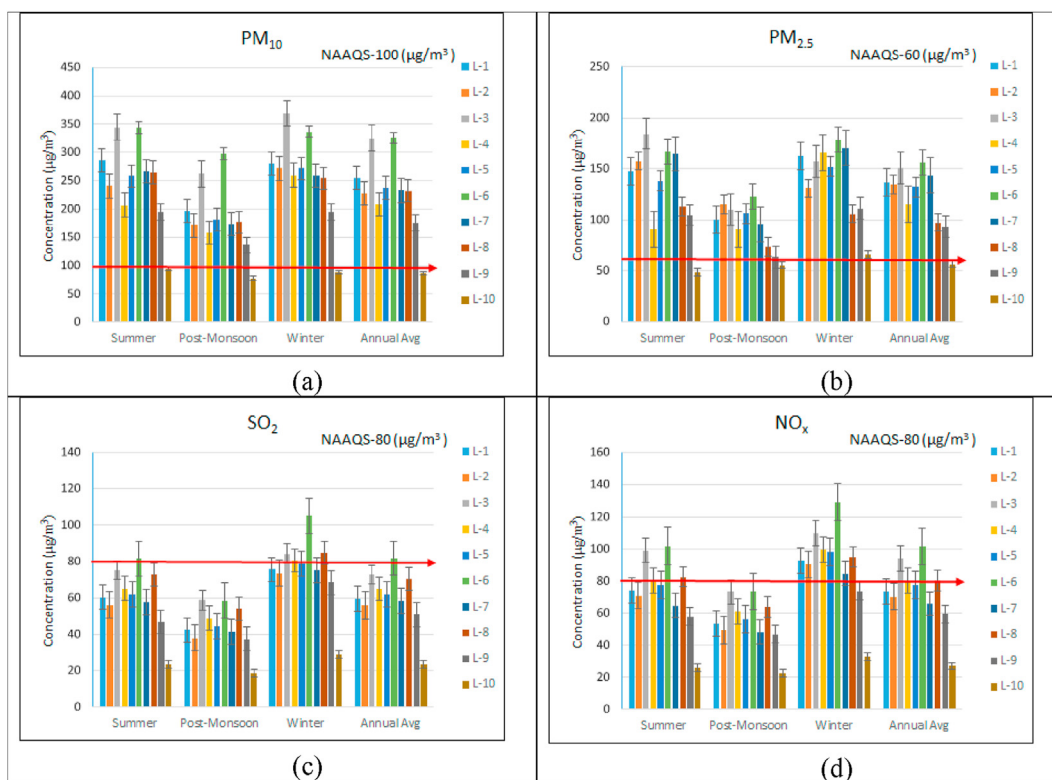 PM10
NAAQS-100 (µg/m³)
Concentration (µg/m³)
450
400
350
300
250
200
150
100
50
0
Summer Post-Monsoon Winter Annual Avg
L-1
L-2
L-3
L-4
L-5
L-6
L-7
L-8
L-9
L-10
(a)
PM2.5
NAAQS-60 (µg/m³)
Concentration (µg/m³)
250
200
150
100
50
0
Summer Post-Monsoon Winter Annual Avg
L-1
L-2
L-3
L-4
L-5
L-6
L-7
L-8
L-9
L-10
(b)
SO2
NAAQS-80 (µg/m³)
Concentration (µg/m³)
140
120
100
80
60
40
20
0
Summer Post-Monsoon Winter Annual Avg
L-1
L-2
L-3
L-4
L-5
L-6
L-7
L-8
L-9
L-10
(c)
NOx
NAAQS-80 (µg/m³)
Concentration (µg/m³)
160
140
120
100
80
60
40
20
0
Summer Post-Monsoon Winter Annual Avg
L-1
L-2
L-3
L-4
L-5
L-6
L-7
L-8
L-9
L-10
(d)